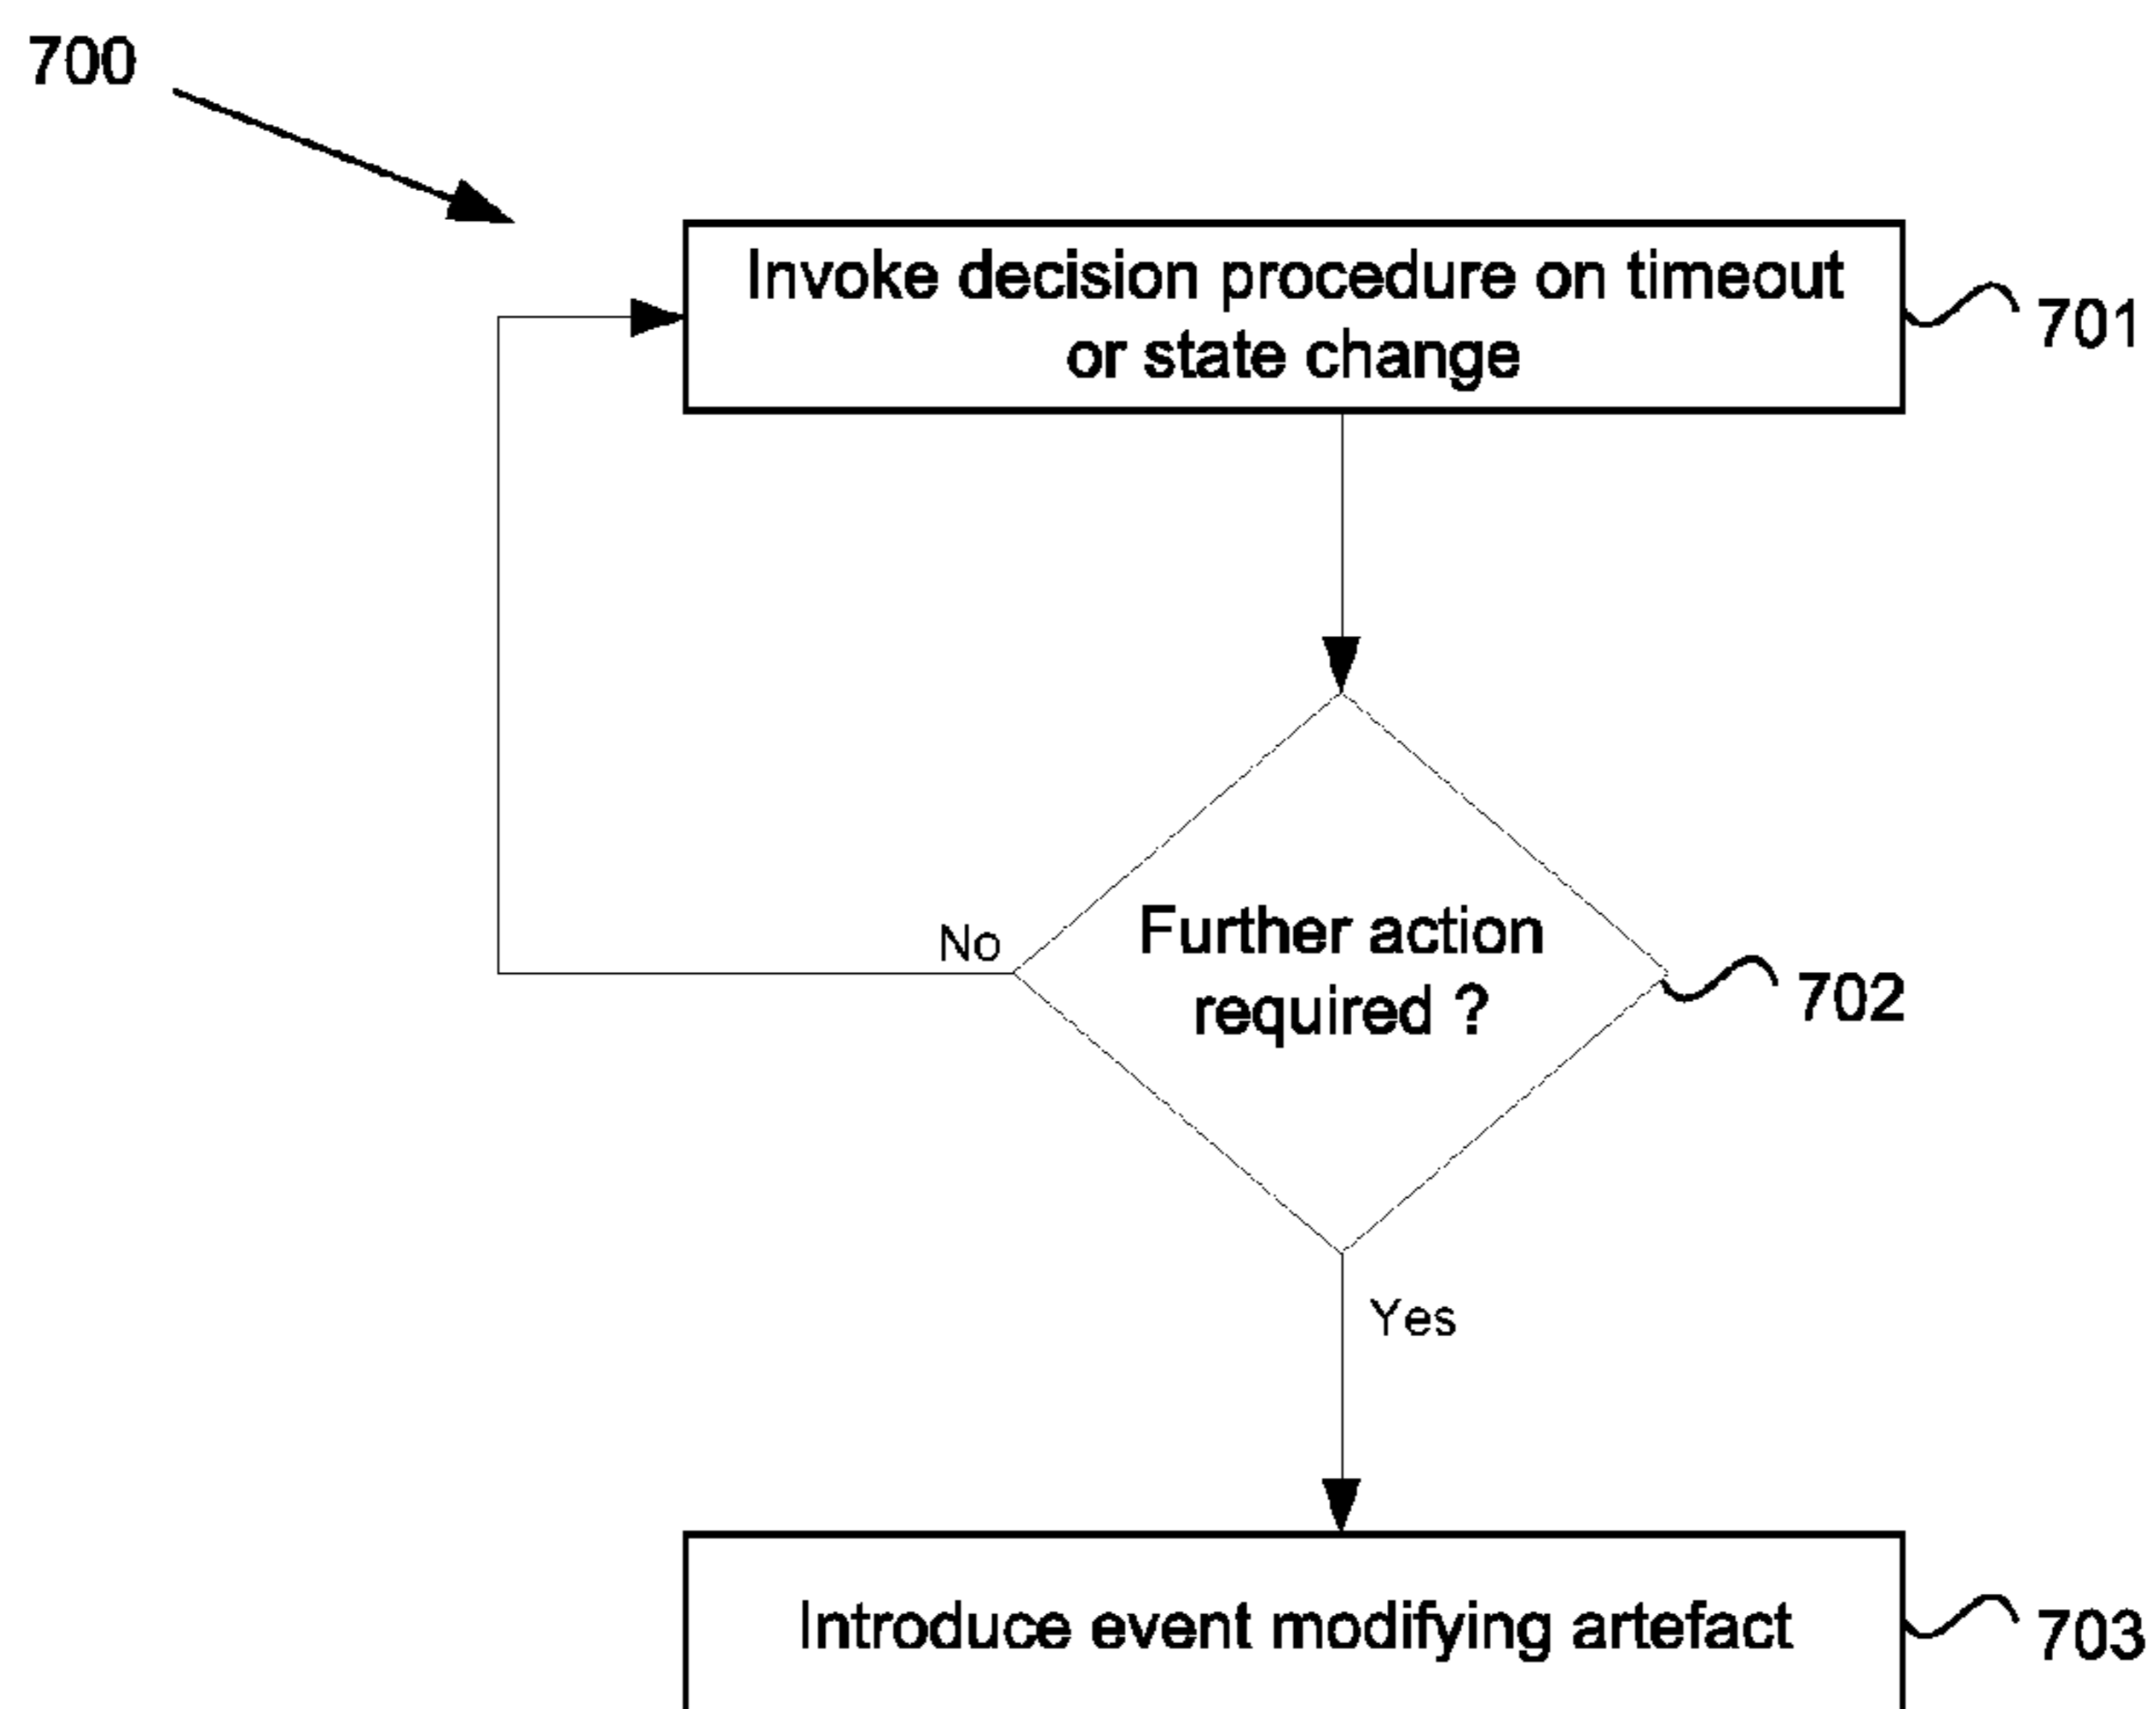 700
Invoke decision procedure on timeout
or state change
701
No
Further action
required ?
702
Yes
Introduce event modifying artefact
703